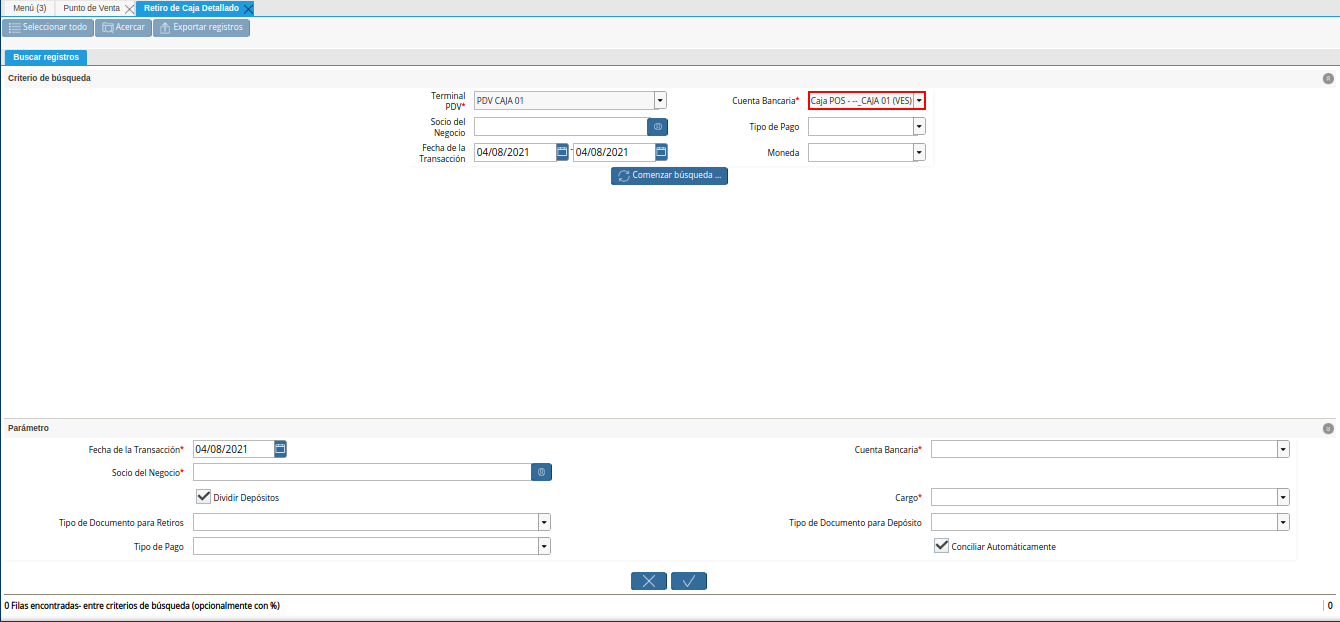 Menú (3)
Punto de Venta
Retiro de Caja Detallado
Seleccionar todo
Acercar
Exportar registros
Buscar registros
Criterio de búsqueda
Terminal
PDV*
PDV CAJA 01
Cuenta Bancaria*
Caja POS - --_CAJA 01 (VES)
Socio del
Negocio
Tipo de Pago
Fecha de la
Transacción
04/08/2021
-
04/08/2021
Moneda
Comenzar búsqueda ...
Parámetro
Fecha de la Transacción*
04/08/2021
Cuenta Bancaria*
Socio del Negocio*
Dividir Depósitos
Cargo*
Tipo de Documento para Retiros
Tipo de Documento para Depósito
Tipo de Pago
Conciliar Automáticamente
0 Filas encontradas- entre criterios de búsqueda (opcionalmente con %)
0